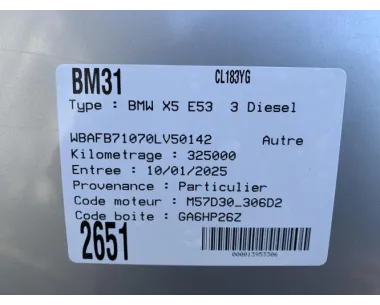 BM31 CL183YG
Type : BMW X5 E53 3 Diesel
WBAFB71070LV50142 Autre
Kilometrage : 325000
Entree : 10/01/2025
Provenance : Particulier
Code moteur : M57D30_306D2
Code boite : GA6HP26Z
2651
0000013953306